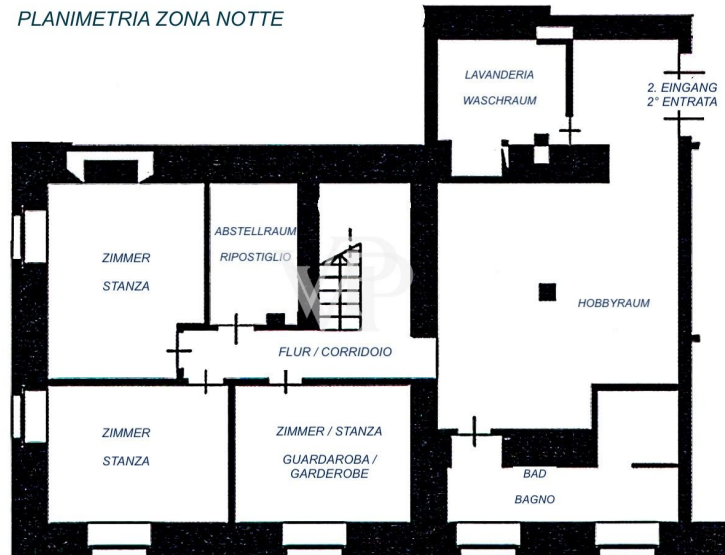 PLANIMETRIA ZONA NOTTE
LAVANDERIA
WASCHRAUM
2. EINGANG
2° ENTRATA
ABSTELLRAUM
RIPOSTIGLIO
ZIMMER
STANZA
HOBBYRAUM
FLUR / CORRIDOIO
ZIMMER
STANZA
ZIMMER / STANZA
GUARDAROBA /
GARDEROBE
BAD
BAGNO
VPP